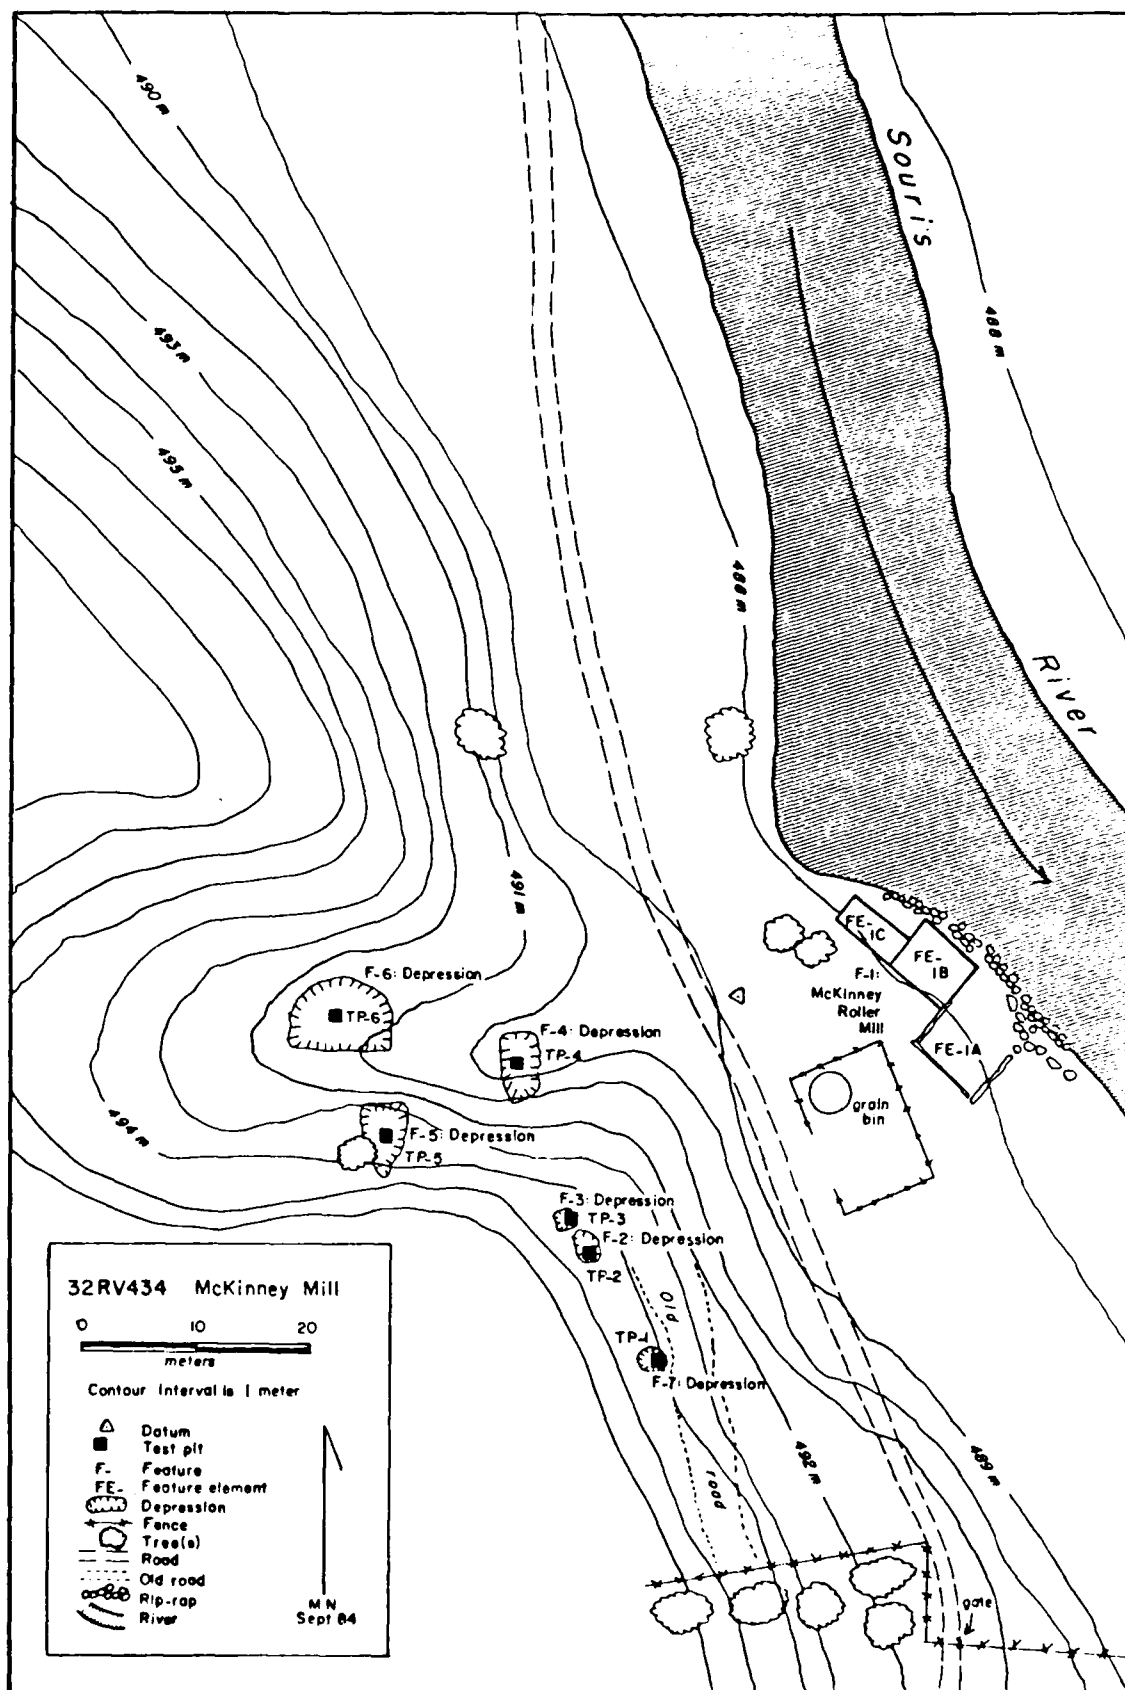 490 m
Souris
488 m
493 m
495 m
488 m
River
491 m
FE-
1C
FE-
1B
F-1:
McKinney
Roller
Mill
FE-1A
F-6: Depression
TP-6
F-4: Depression
TP-4
grain
bin
494 m
F-5: Depression
TP-5
F-3: Depression
TP-3
F-2: Depression
TP-2
Old
TP-1
F-7: Depression
492 m
489 m
road
gate
32RV434 McKinney Mill
0 10 20
meters
Contour Interval is 1 meter
Datum
Test pit
F- Feature
FE- Feature element
Depression
Fence
Tree(s)
Road
Old road
Rip-rap
River
M N
Sept 84